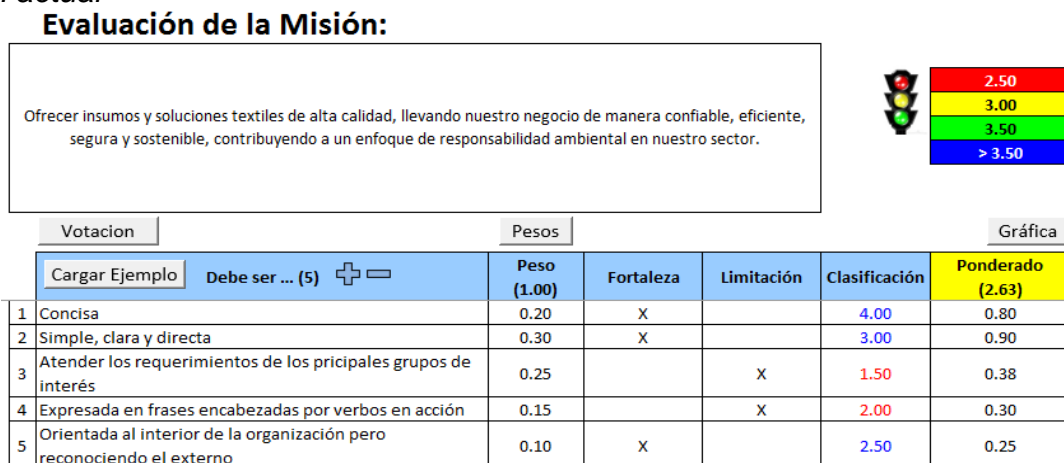 Factual
Evaluación de la Misión:
Ofrecer insumos y soluciones textiles de alta calidad, llevando nuestro negocio de manera confiable, eficiente,
segura y sostenible, contribuyendo a un enfoque de responsabilidad ambiental en nuestro sector.
2.50
3.00
3.50
> 3.50
Votacion Pesos Gráfica
Cargar Ejemplo Debe ser ... (5) Peso (1.00) Fortaleza Limitación Clasificación Ponderado (2.63)
1 Concisa 0.20 X 4.00 0.80
2 Simple, clara y directa 0.30 X 3.00 0.90
3 Atender los requerimientos de los pricipales grupos de
interés 0.25 X 1.50 0.38
4 Expresada en frases encabezadas por verbos en acción 0.15 X 2.00 0.30
5 Orientada al interior de la organización pero
reconociendo el externo 0.10 X 2.50 0.25